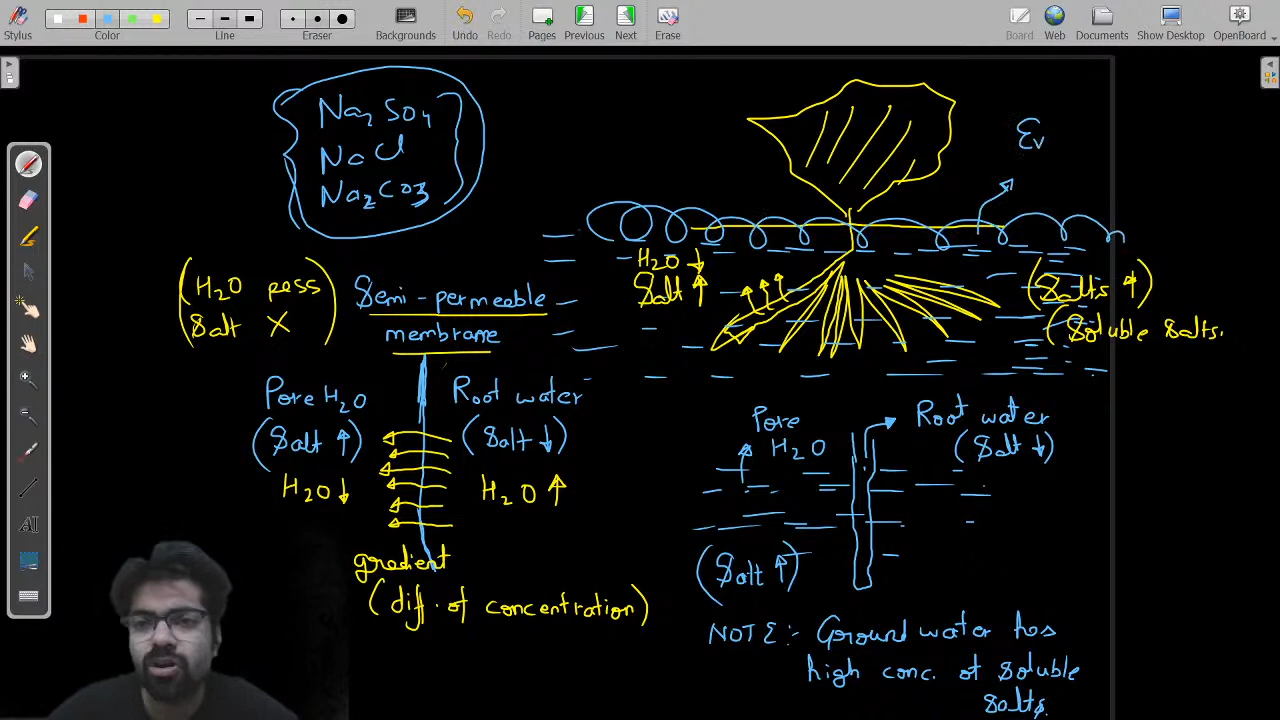 Stylus
Color
Line
Eraser
Backgrounds
Undo
Redo
Pages
Previous
Next
Erase
Board
Web
Documents
Show Desktop
OpenBoard
Na2SO4
NaCl
Na2CO3
Ev
(H2O pass
Salt X)
Semi-permeable
membrane
H2O ↓
Salt ↑
(Salts ↑)
(Soluble salts.
Pore H2O
(Salt ↑)
H2O ↓
Root water
(Salt ↓)
H2O ↑
gradient
(diff. of concentration)
Pore
H2O
Root water
(Salt ↓)
(Salt ↑)
NOTE:- Ground water has
high conc. of soluble
salts.